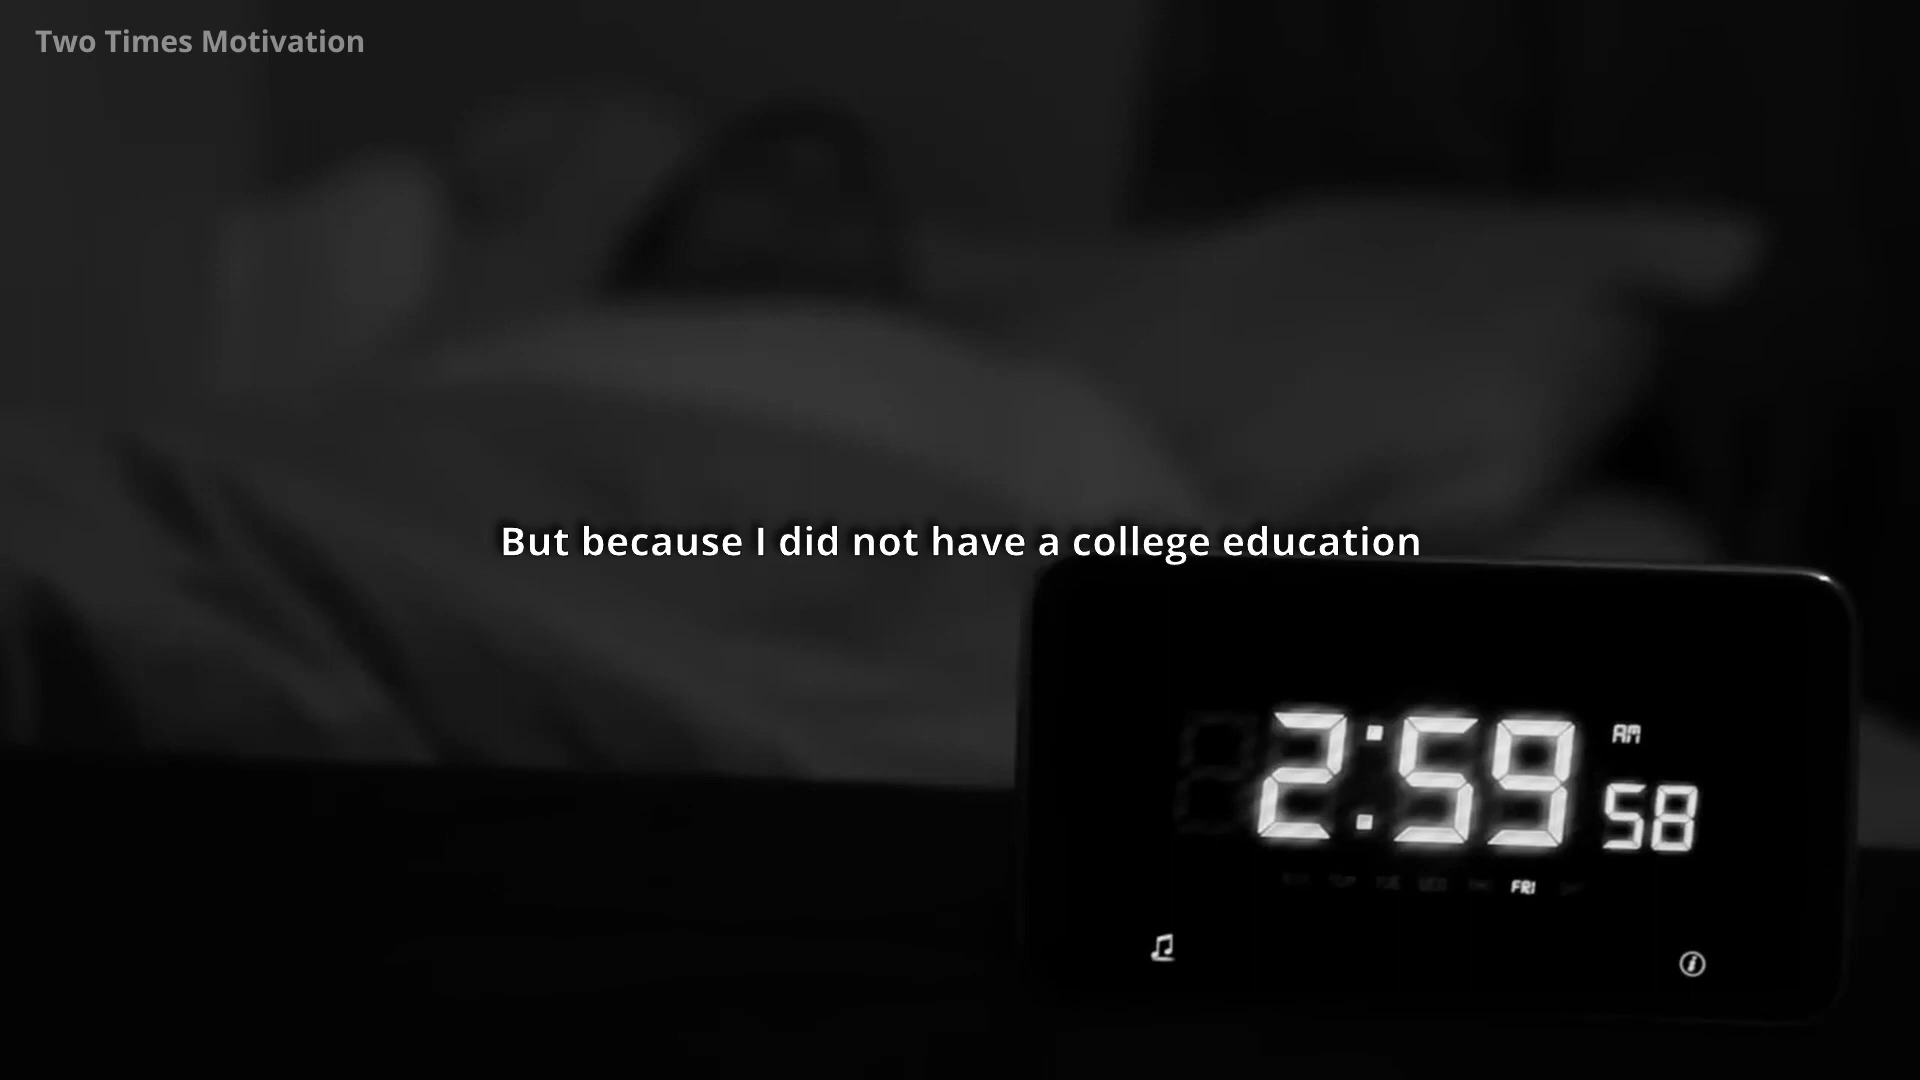 Two Times Motivation
But because I did not have a college education
2:59 AM
58
FRI